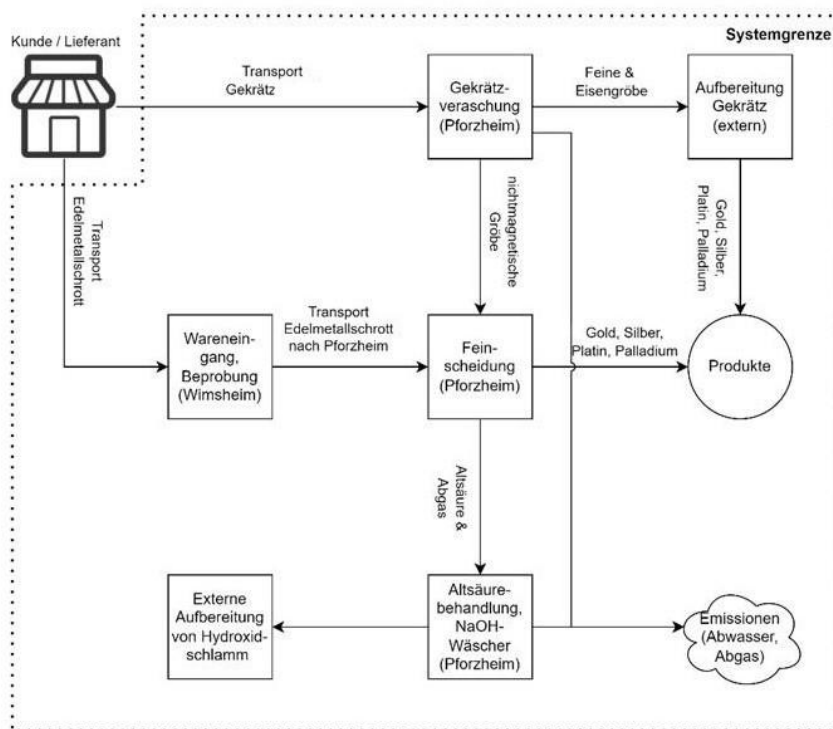 Systemgrenze
Kunde / Lieferant
Transport
Gekrätz
Gekrätz-
veraschung
(Pforzheim)
Feine &
Eisengröbe
Aufbereitung
Gekrätz
(extern)
Transport
Edelmetallschrott
nichtmagnetische
Gröbe
Gold, Silber,
Platin, Palladium
Wareneingang,
Beprobung
(Wimsheim)
Transport
Edelmetallschrott
nach Pforzheim
Fein-
scheidung
(Pforzheim)
Gold, Silber,
Platin, Palladium
Produkte
Altsäure &
Abgas
Externe
Aufbereitung
von Hydroxid-
schlamm
Altsäure-
behandlung,
NaOH-
Wäscher
(Pforzheim)
Emissionen
(Abwasser,
Abgas)